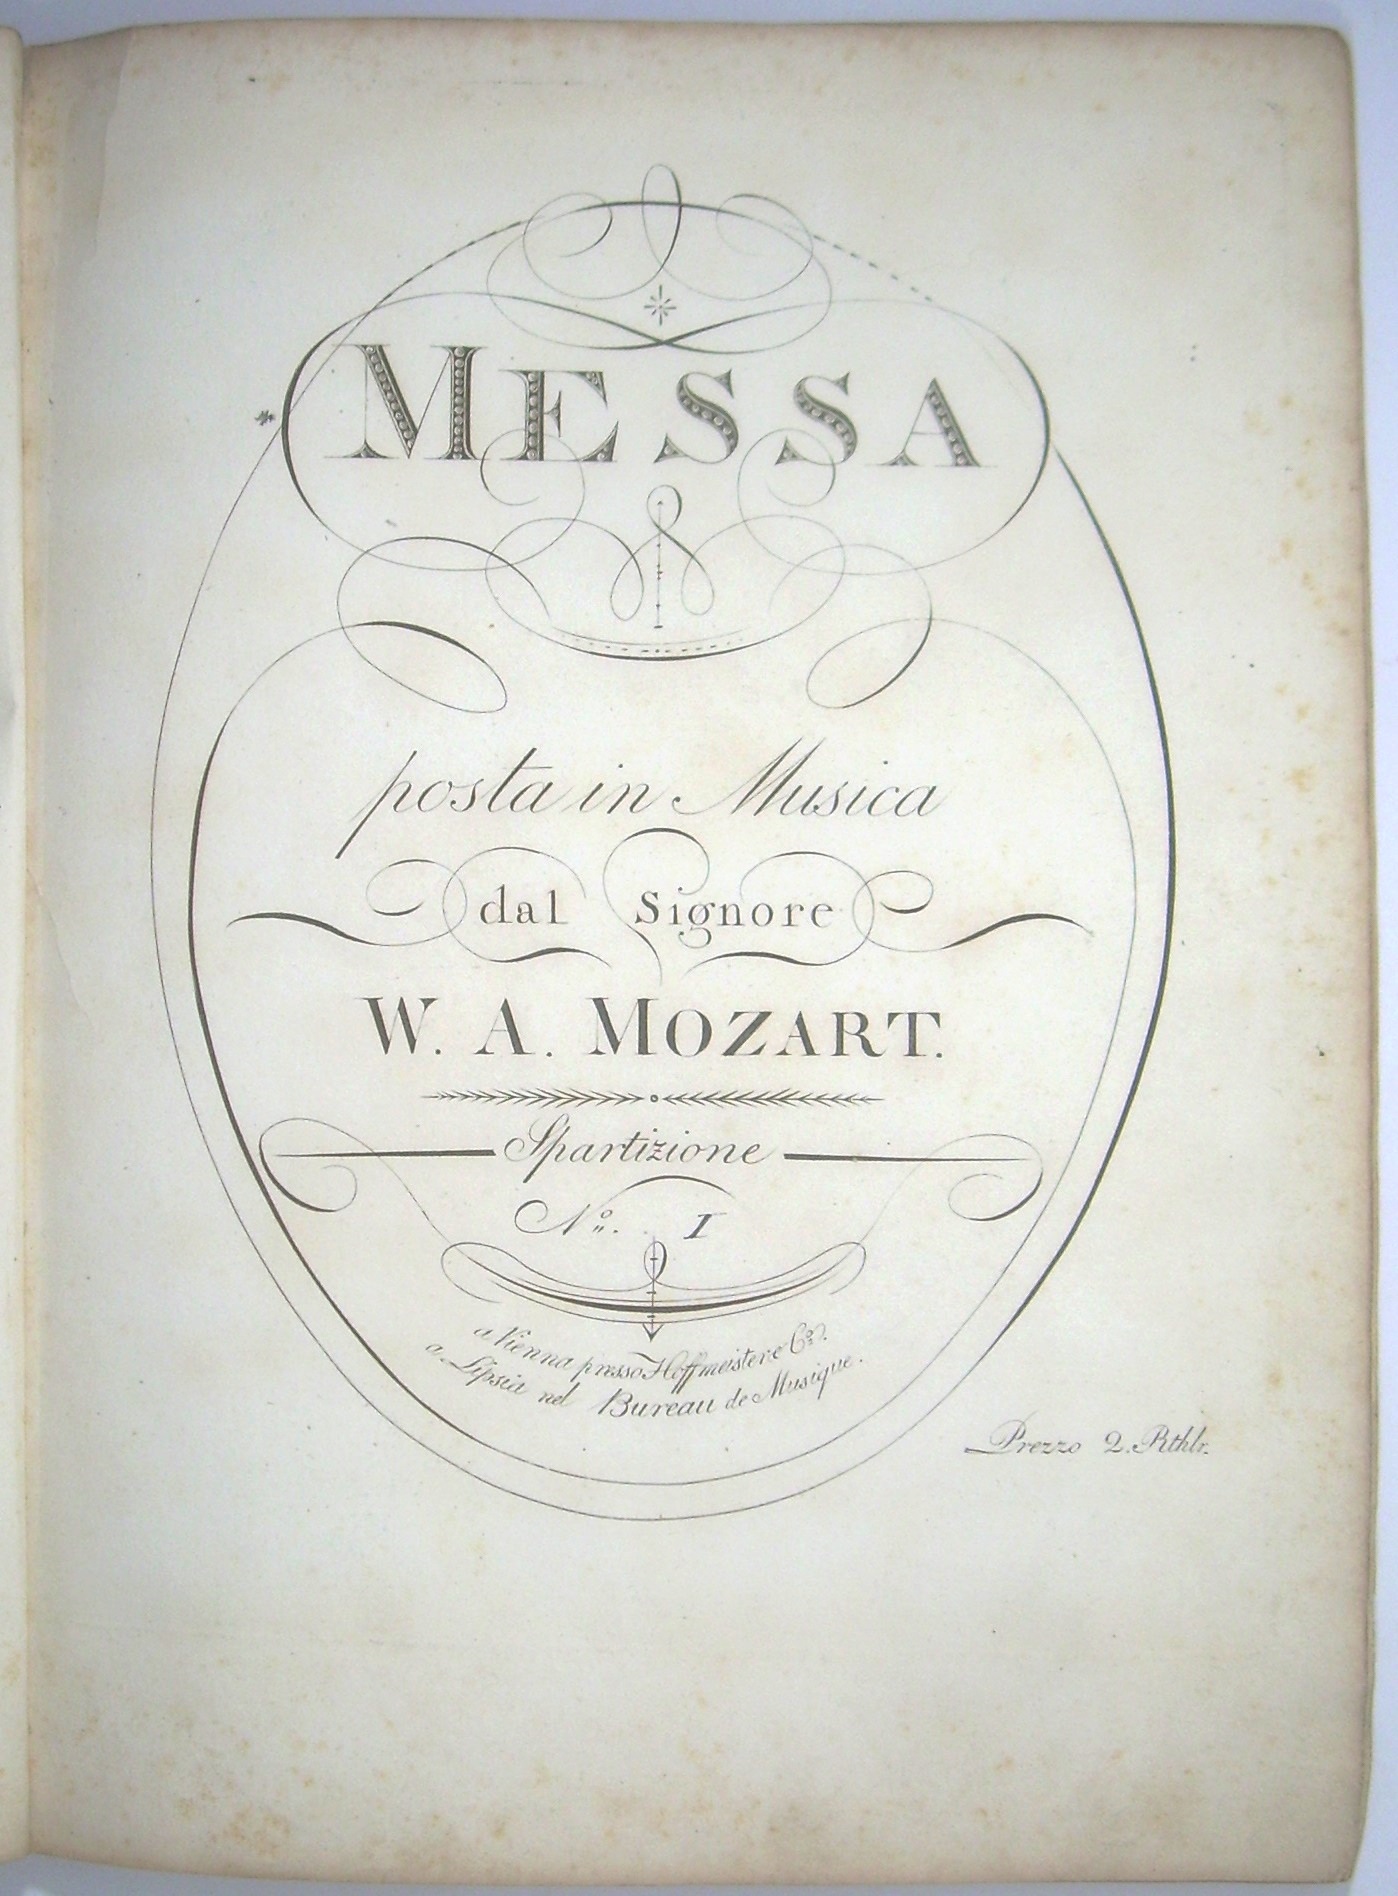 MESSA
posta in Musica
dal Signore
W. A. MOZART.
Spartizione
No. I
a Vienna presso Hoffmeister e Co.
a Lipsia nel Bureau de Musique.
Prezzo 2. Rthlr.